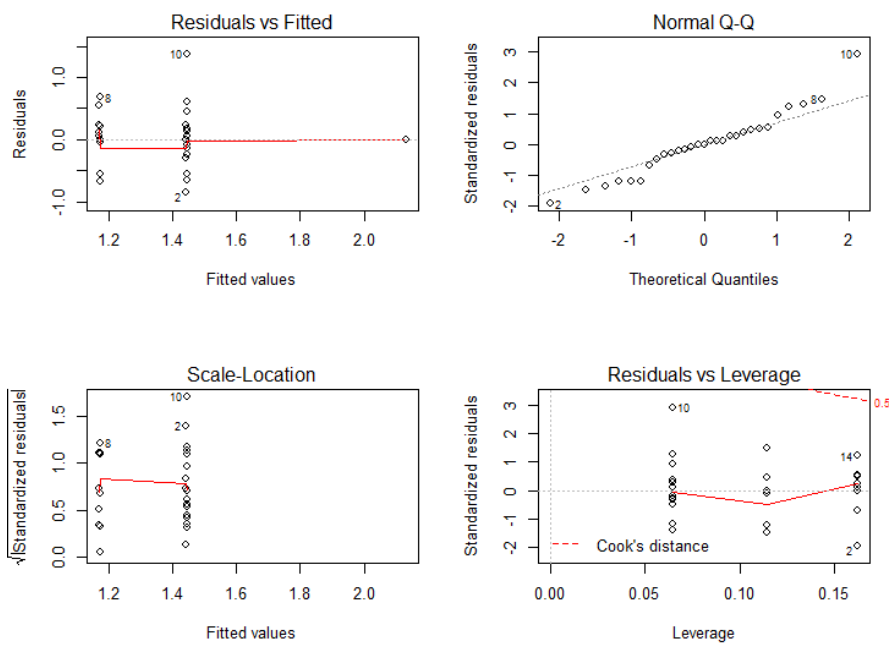 Residuals vs Fitted
Residuals
1.0
0.0
-1.0
10
8
2
1.2 1.4 1.6 1.8 2.0
Fitted values
Normal Q-Q
Standardized residuals
3
2
1
0
-1
-2
10
8
2
-2 -1 0 1 2
Theoretical Quantiles
Scale-Location
√|Standardized residuals|
1.5
1.0
0.5
0.0
10
2
8
1.2 1.4 1.6 1.8 2.0
Fitted values
Residuals vs Leverage
Standardized residuals
3
2
1
0
-1
-2
10
0.5
14
2
Cook's distance
0.00 0.05 0.10 0.15
Leverage